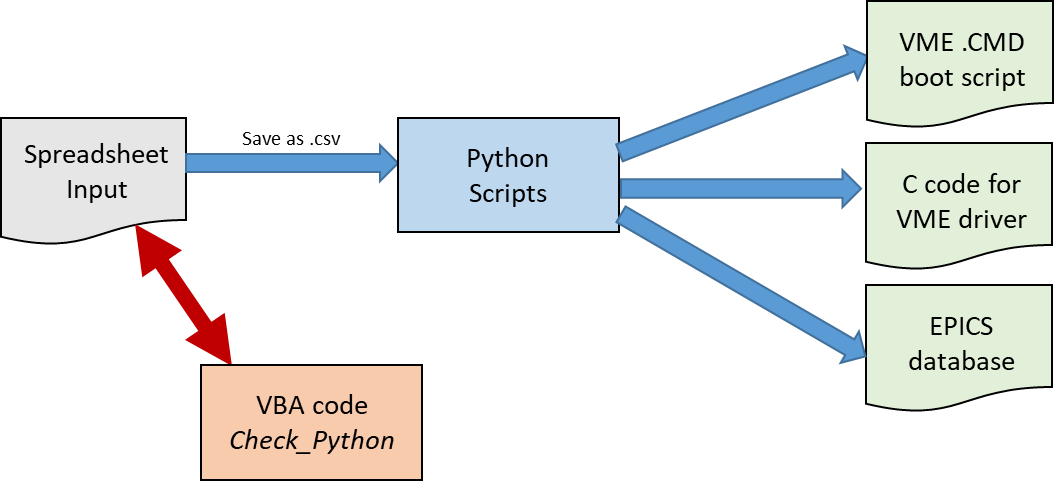 VME .CMD
boot script
Save as .csv
Spreadsheet
Input
Python
Scripts
C code for
VME driver
EPICS
database
VBA code
Check_Python